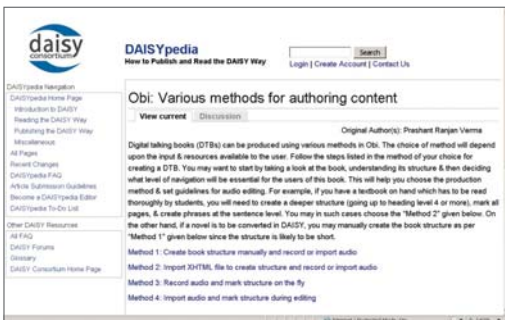 daisy
consortium
DAISYpedia
How to Publish and Read the DAISY Way
Search
Login | Create Account | Contact Us
DAISYpedia Navigation
DAISYpedia Home Page
Introduction to DAISY
Reading the DAISY Way
Publishing the DAISY Way
Miscellaneous
All Pages
Recent Changes
DAISYpedia FAQ
Article Submission Guidelines
Become a DAISYpedia Editor
DAISYpedia To-Do List
Other DAISY Resources
All FAQ
DAISY Forums
Glossary
DAISY Consortium Home Page
Obi: Various methods for authoring content
View current
Discussion
Original Author(s): Prashant Ranjan Verma
Digital talking books (DTBs) can be produced using various methods in Obi. The choice of method will depend
upon the input & resources available to the user. Follow the steps listed in the method of your choice for
creating a DTB. You may want to start by taking a look at the book, understanding its structure & then deciding
what level of navigation will be essential for the users of this book. This will help you choose the production
method & set guidelines for audio editing. For example, if you have a textbook on hand which has to be read
thoroughly by students, you will need to create a deeper structure (going up to heading level 4 or more), mark all
pages, & create phrases at the sentence level. You may in such cases choose the "Method 2" given below. On
the other hand, if a novel is to be converted in DAISY, you may manually create the book structure as per
"Method 1" given below since the structure is likely to be short.
Method 1: Create book structure manually and record or import audio
Method 2: Import XHTML file to create structure and record or import audio
Method 3: Record audio and mark structure on the fly
Method 4: Import audio and mark structure during editing